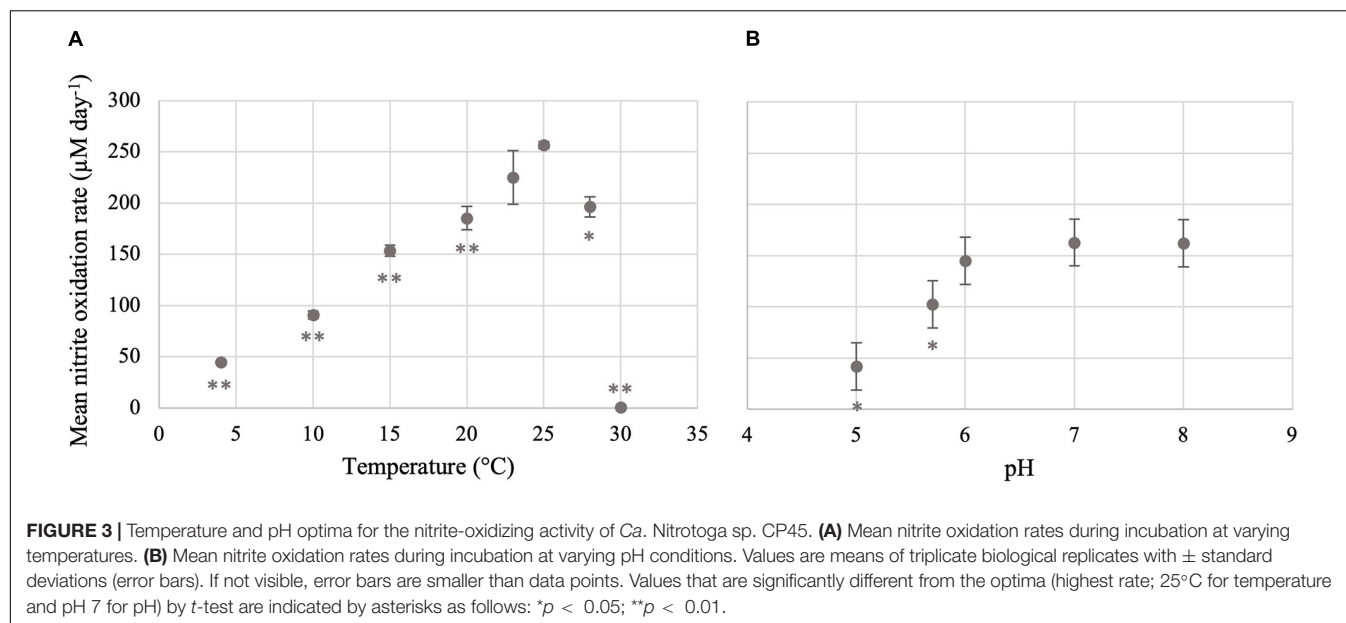 A
B
Mean nitrite oxidation rate (µM day⁻¹)
300
250
200
150
100
50
0
**
**
**
**
*
**
0 5 10 15 20 25 30 35
Temperature (°C)
*
*
4 5 6 7 8 9
pH
FIGURE 3 | Temperature and pH optima for the nitrite-oxidizing activity of Ca. Nitrotoga sp. CP45. (A) Mean nitrite oxidation rates during incubation at varying
temperatures. (B) Mean nitrite oxidation rates during incubation at varying pH conditions. Values are means of triplicate biological replicates with ± standard
deviations (error bars). If not visible, error bars are smaller than data points. Values that are significantly different from the optima (highest rate; 25°C for temperature
and pH 7 for pH) by t-test are indicated by asterisks as follows: *p < 0.05; **p < 0.01.